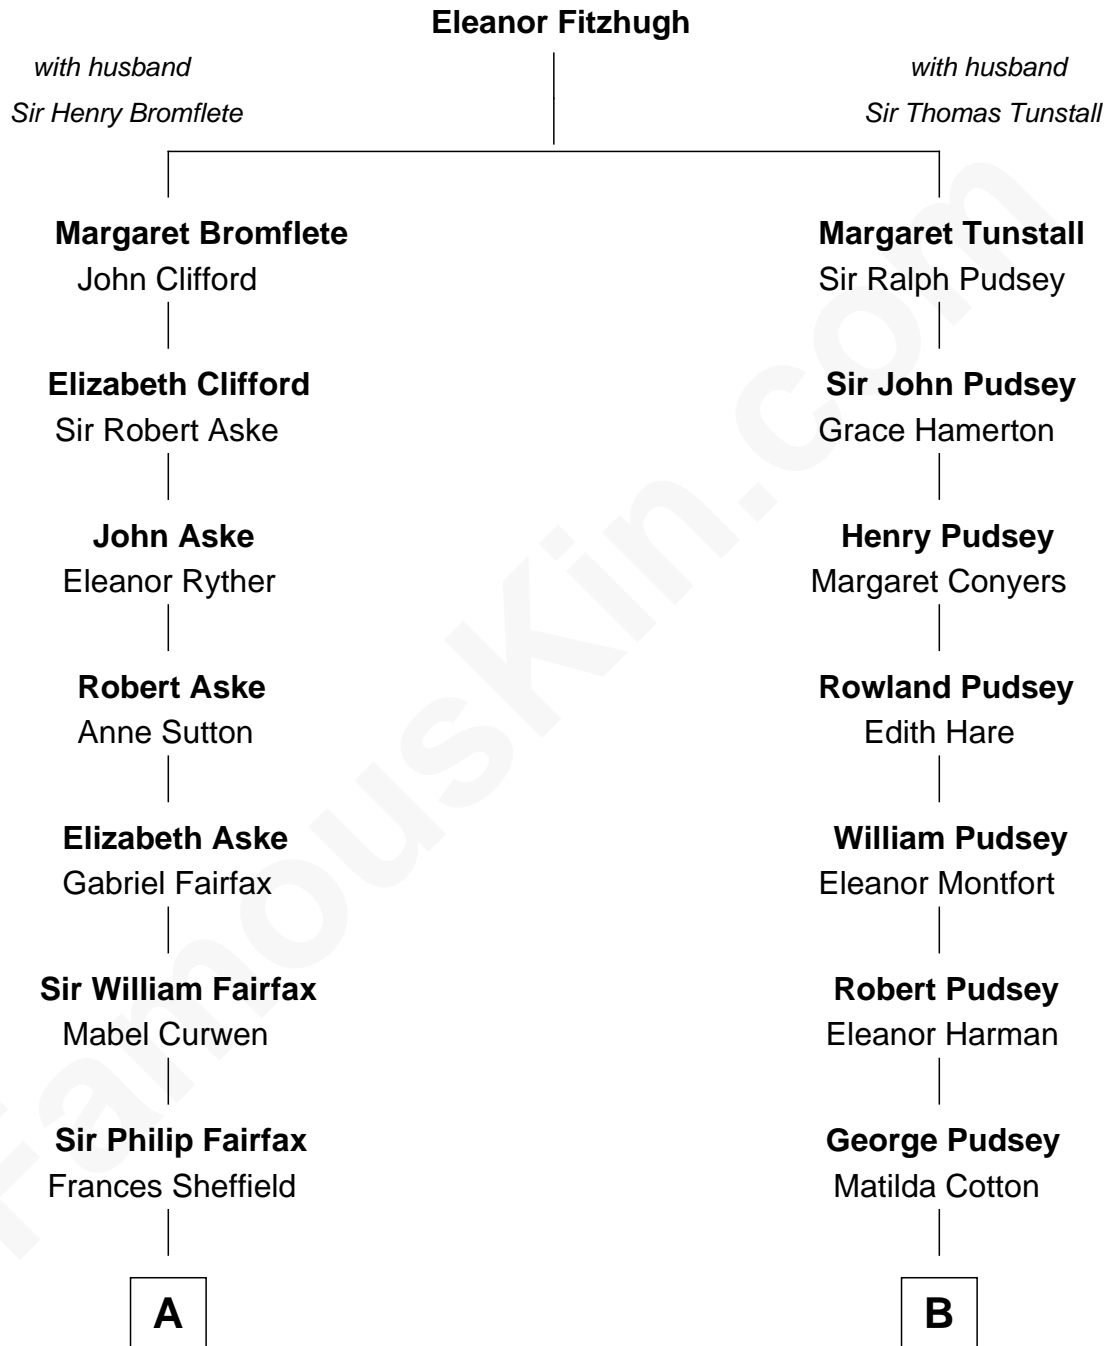 Eleanor Fitzhugh
with husband
Sir Henry Bromflete
with husband
Sir Thomas Tunstall
Margaret Bromflete
John Clifford
Margaret Tunstall
Sir Ralph Pudsey
Elizabeth Clifford
Sir Robert Aske
Sir John Pudsey
Grace Hamerton
John Aske
Eleanor Ryther
Henry Pudsey
Margaret Conyers
Robert Aske
Anne Sutton
Rowland Pudsey
Edith Hare
Elizabeth Aske
Gabriel Fairfax
William Pudsey
Eleanor Montfort
Sir William Fairfax
Mabel Curwen
Robert Pudsey
Eleanor Harman
Sir Philip Fairfax
Frances Sheffield
George Pudsey
Matilda Cotton
A
B
FamousKin.com